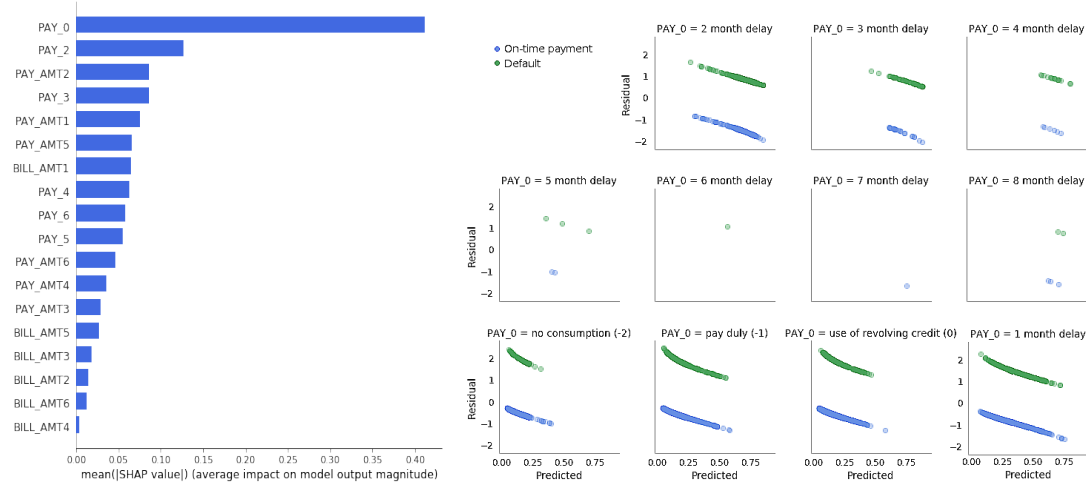 PAY_0
PAY_2
PAY_AMT2
PAY_3
PAY_AMT1
PAY_AMT5
BILL_AMT1
PAY_4
PAY_6
PAY_5
PAY_AMT6
PAY_AMT4
PAY_AMT3
BILL_AMT5
BILL_AMT3
BILL_AMT2
BILL_AMT6
BILL_AMT4
0.00 0.05 0.10 0.15 0.20 0.25 0.30 0.35 0.40
mean(|SHAP value|) (average impact on model output magnitude)
On-time payment
Default
PAY_0 = 2 month delay
PAY_0 = 3 month delay
PAY_0 = 4 month delay
Residual
2
1
0
−1
−2
PAY_0 = 5 month delay
PAY_0 = 6 month delay
PAY_0 = 7 month delay
PAY_0 = 8 month delay
Residual
2
1
0
−1
−2
PAY_0 = no consumption (-2)
PAY_0 = pay duly (-1)
PAY_0 = use of revolving credit (0)
PAY_0 = 1 month delay
Residual
2
1
0
−1
−2
0.00 0.25 0.50 0.75
0.00 0.25 0.50 0.75
0.00 0.25 0.50 0.75
0.00 0.25 0.50 0.75
Predicted
Predicted
Predicted
Predicted